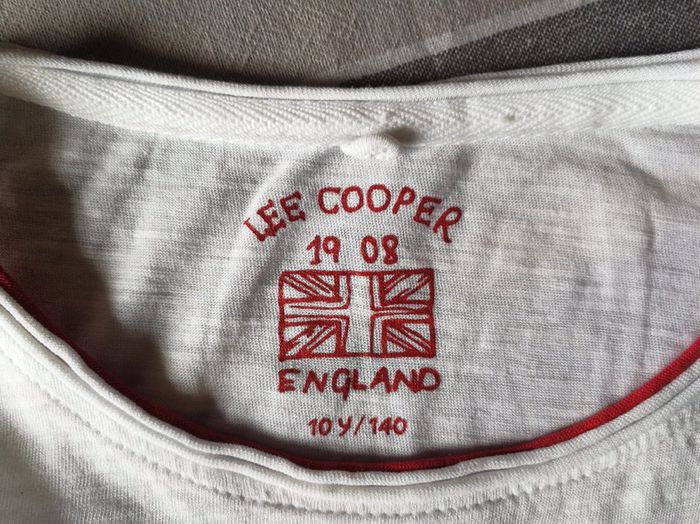 LEE COOPER
19 08
ENGLAND
10 Y/140